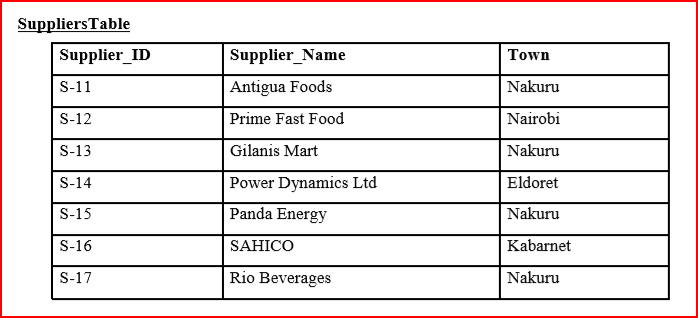 SuppliersTable
Supplier_ID Supplier_Name Town
S-11 Antigua Foods Nakuru
S-12 Prime Fast Food Nairobi
S-13 Gilanis Mart Nakuru
S-14 Power Dynamics Ltd Eldoret
S-15 Panda Energy Nakuru
S-16 SAHICO Kabarnet
S-17 Rio Beverages Nakuru